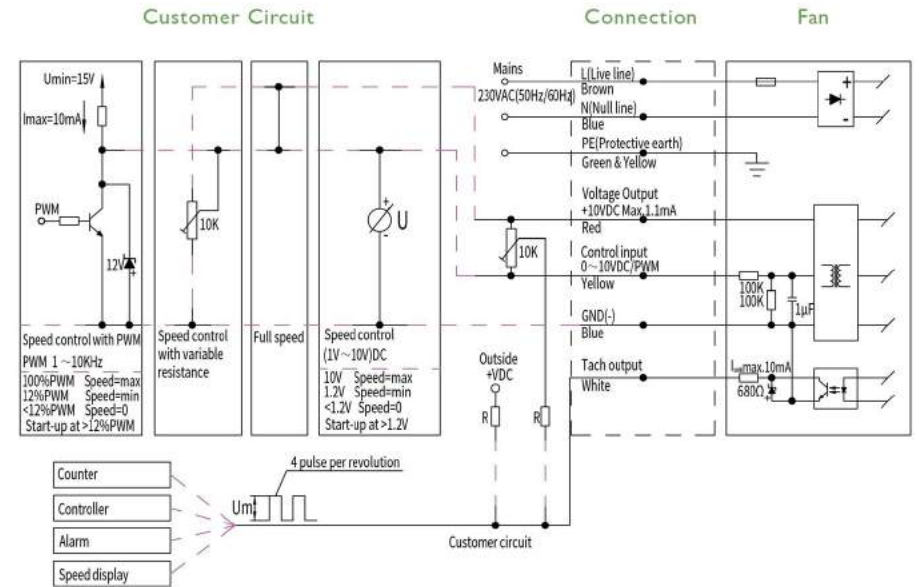 Customer Circuit
Connection
Fan
Umin=15V
Imax=10mA
PWM
12V
Speed control with PWM
PWM 1 ~10KHz
100%PWM Speed=max
12%PWM Speed=min
<12%PWM Speed=0
Start-up at >12%PWM
10K
Speed control
with variable
resistance
Full speed
U
+
-
Speed control
(1V~10V)DC
10V Speed=max
1.2V Speed=min
<1.2V Speed=0
Start-up at >1.2V
Mains
230VAC(50Hz/60Hz)
10K
Outside
+VDC
R
R
Customer circuit
L(Live line)
Brown
N(Null line)
Blue
PE(Protective earth)
Green & Yellow
Voltage Output
+10VDC Max.1.1mA
Red
Control input
0~10VDC/PWM
Yellow
GND(-)
Blue
Tach output
White
+
-
100K
100K
1μF
max.10mA
680Ω
+
Counter
Controller
Alarm
Speed display
Um
4 pulse per revolution